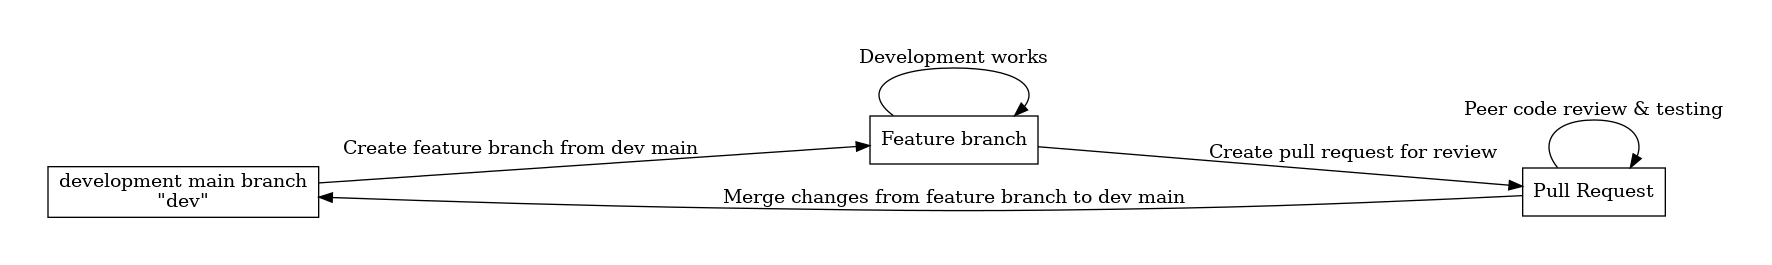 Development works
Peer code review & testing
Feature branch
Create feature branch from dev main
Create pull request for review
development main branch
"dev"
Merge changes from feature branch to dev main
Pull Request